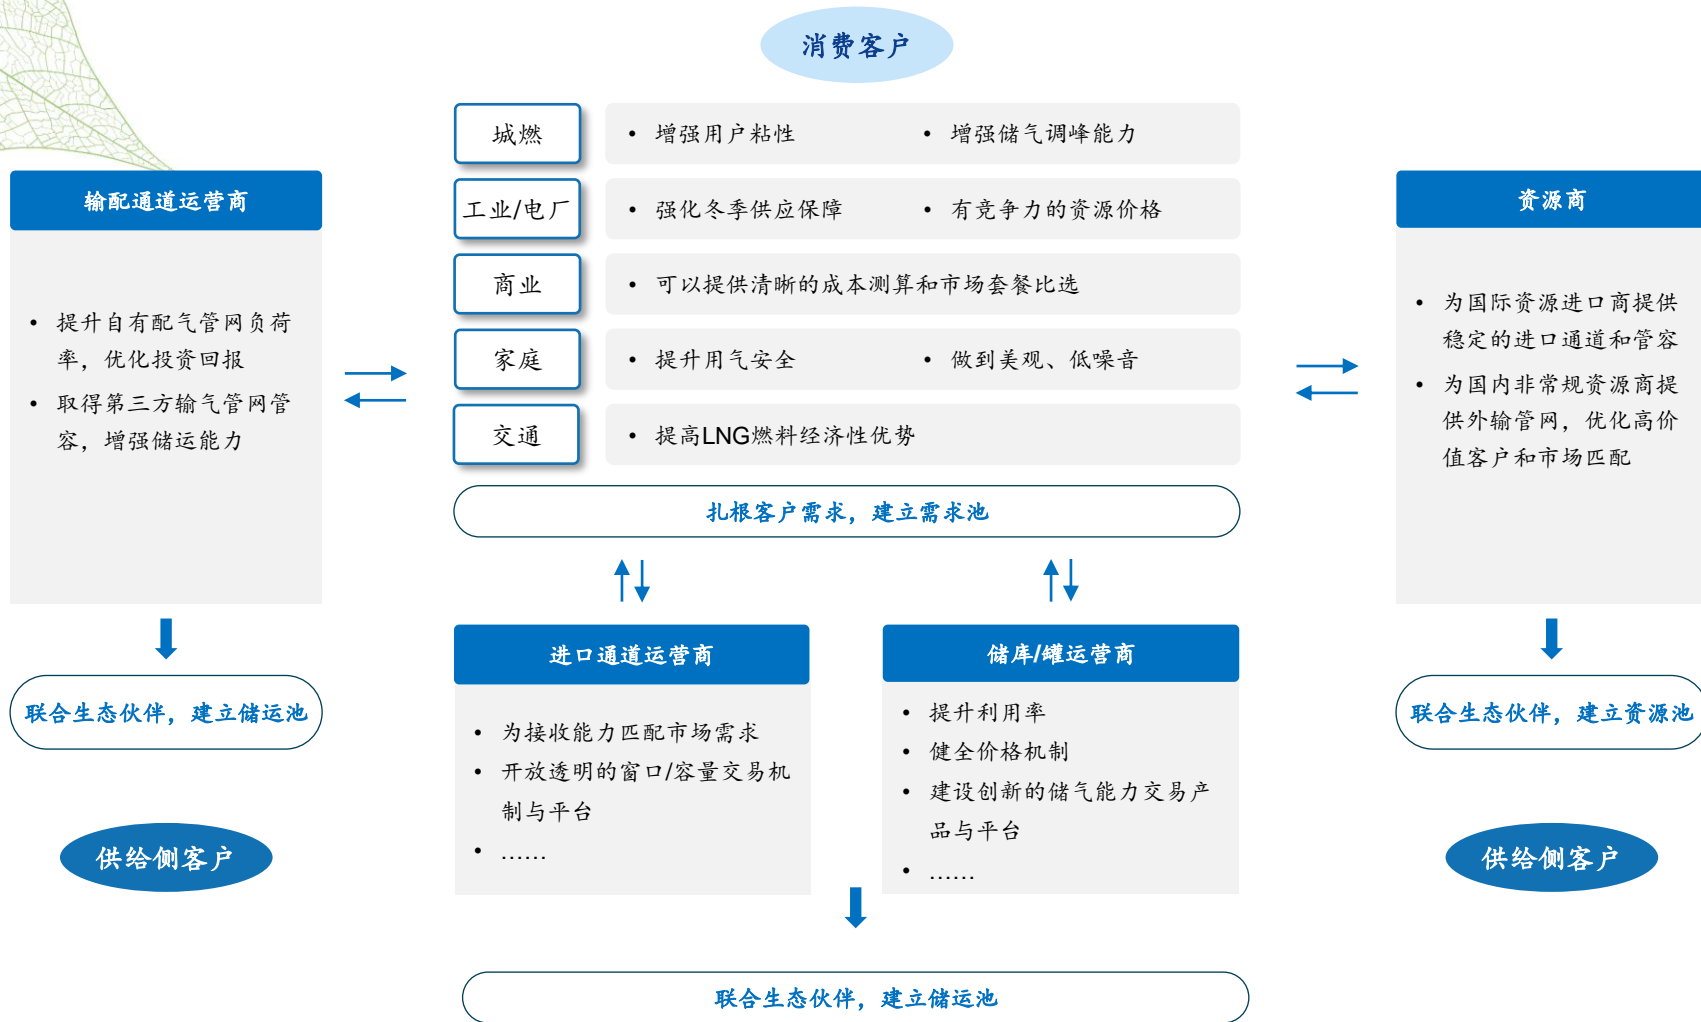 消费客户
城燃
• 增强用户粘性
• 增强储气调峰能力
工业/电厂
• 强化冬季供应保障
• 有竞争力的资源价格
商业
• 可以提供清晰的成本测算和市场套餐比选
家庭
• 提升用气安全
• 做到美观、低噪音
交通
• 提高LNG燃料经济性优势
扎根客户需求，建立需求池
输配通道运营商
• 提升自有配气管网负荷
率，优化投资回报
• 取得第三方输气管网管
容，增强储运能力
联合生态伙伴，建立储运池
供给侧客户
进口通道运营商
• 为接收能力匹配市场需求
• 开放透明的窗口/容量交易机
制与平台
• ......
储库/罐运营商
• 提升利用率
• 健全价格机制
• 建设创新的储气能力交易产
品与平台
• ......
联合生态伙伴，建立储运池
资源商
• 为国际资源进口商提供
稳定的进口通道和管容
• 为国内非常规资源商提
供外输管网，优化高价
值客户和市场匹配
联合生态伙伴，建立资源池
供给侧客户